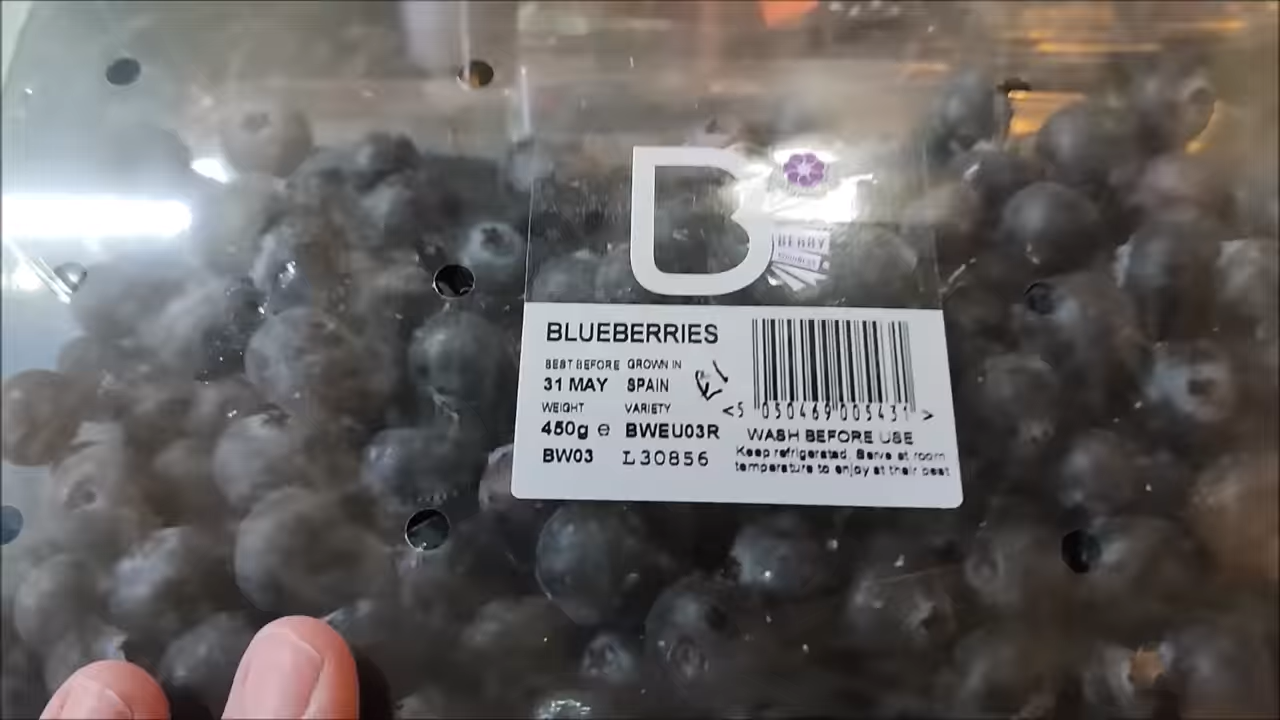 B
BERRY
GOODNESS
BLUEBERRIES
BEST BEFORE GROWN IN
31 MAY SPAIN
WEIGHT VARIETY
450g e BWEU03R
BW03 L30856
<5 050469 005431 >
WASH BEFORE USE
Keep refrigerated. Serve at room
temperature to enjoy at their best